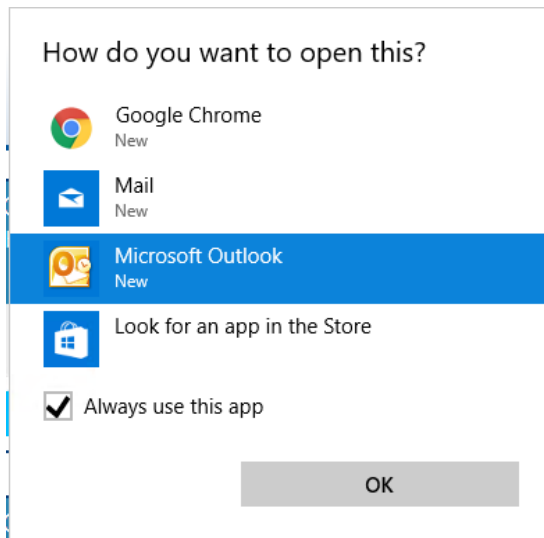 How do you want to open this?
Google Chrome
New
Mail
New
Microsoft Outlook
New
Look for an app in the Store
Always use this app
OK